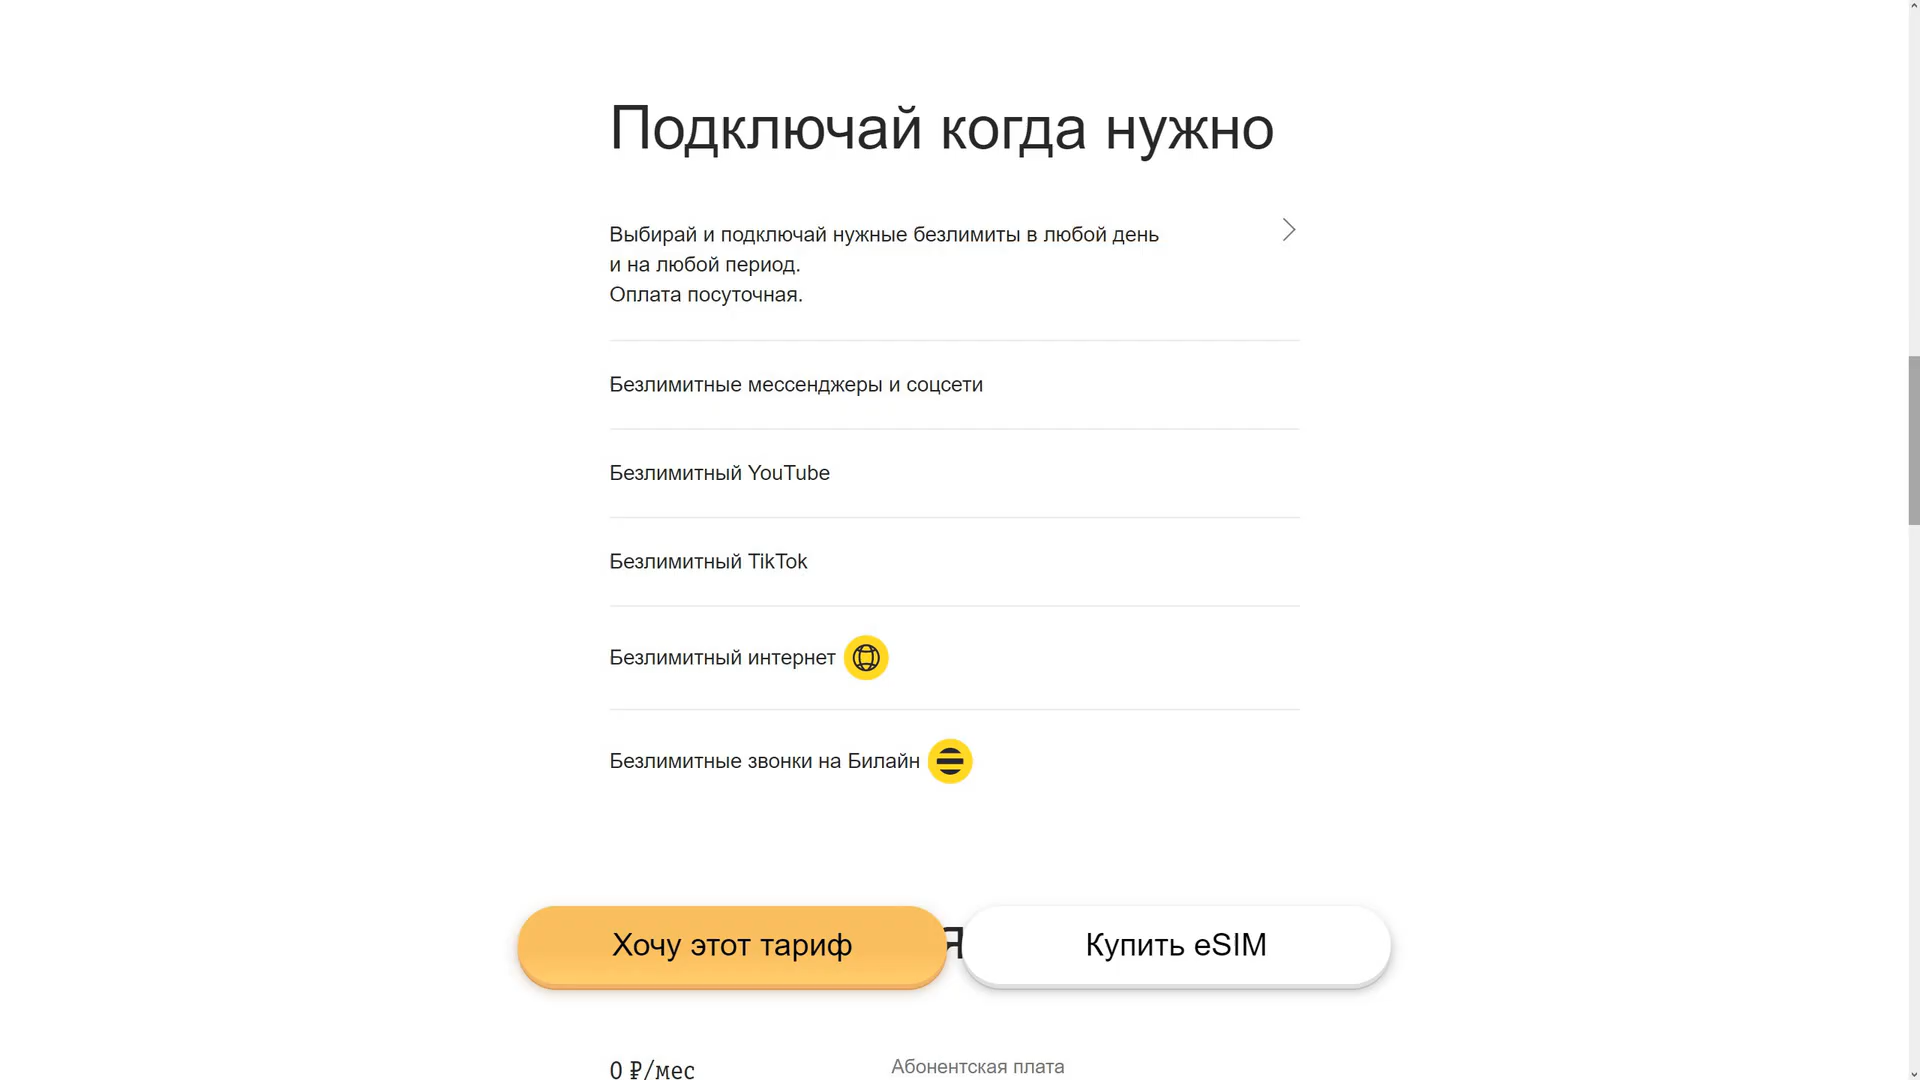 Подключай когда нужно
Выбирай и подключай нужные безлимиты в любой день
и на любой период.
Оплата посуточная.
Безлимитные мессенджеры и соцсети
Безлимитный YouTube
Безлимитный TikTok
Безлимитный интернет
Безлимитные звонки на Билайн
Хочу этот тариф
Купить eSIM
0 ₽/мес
Абонентская плата